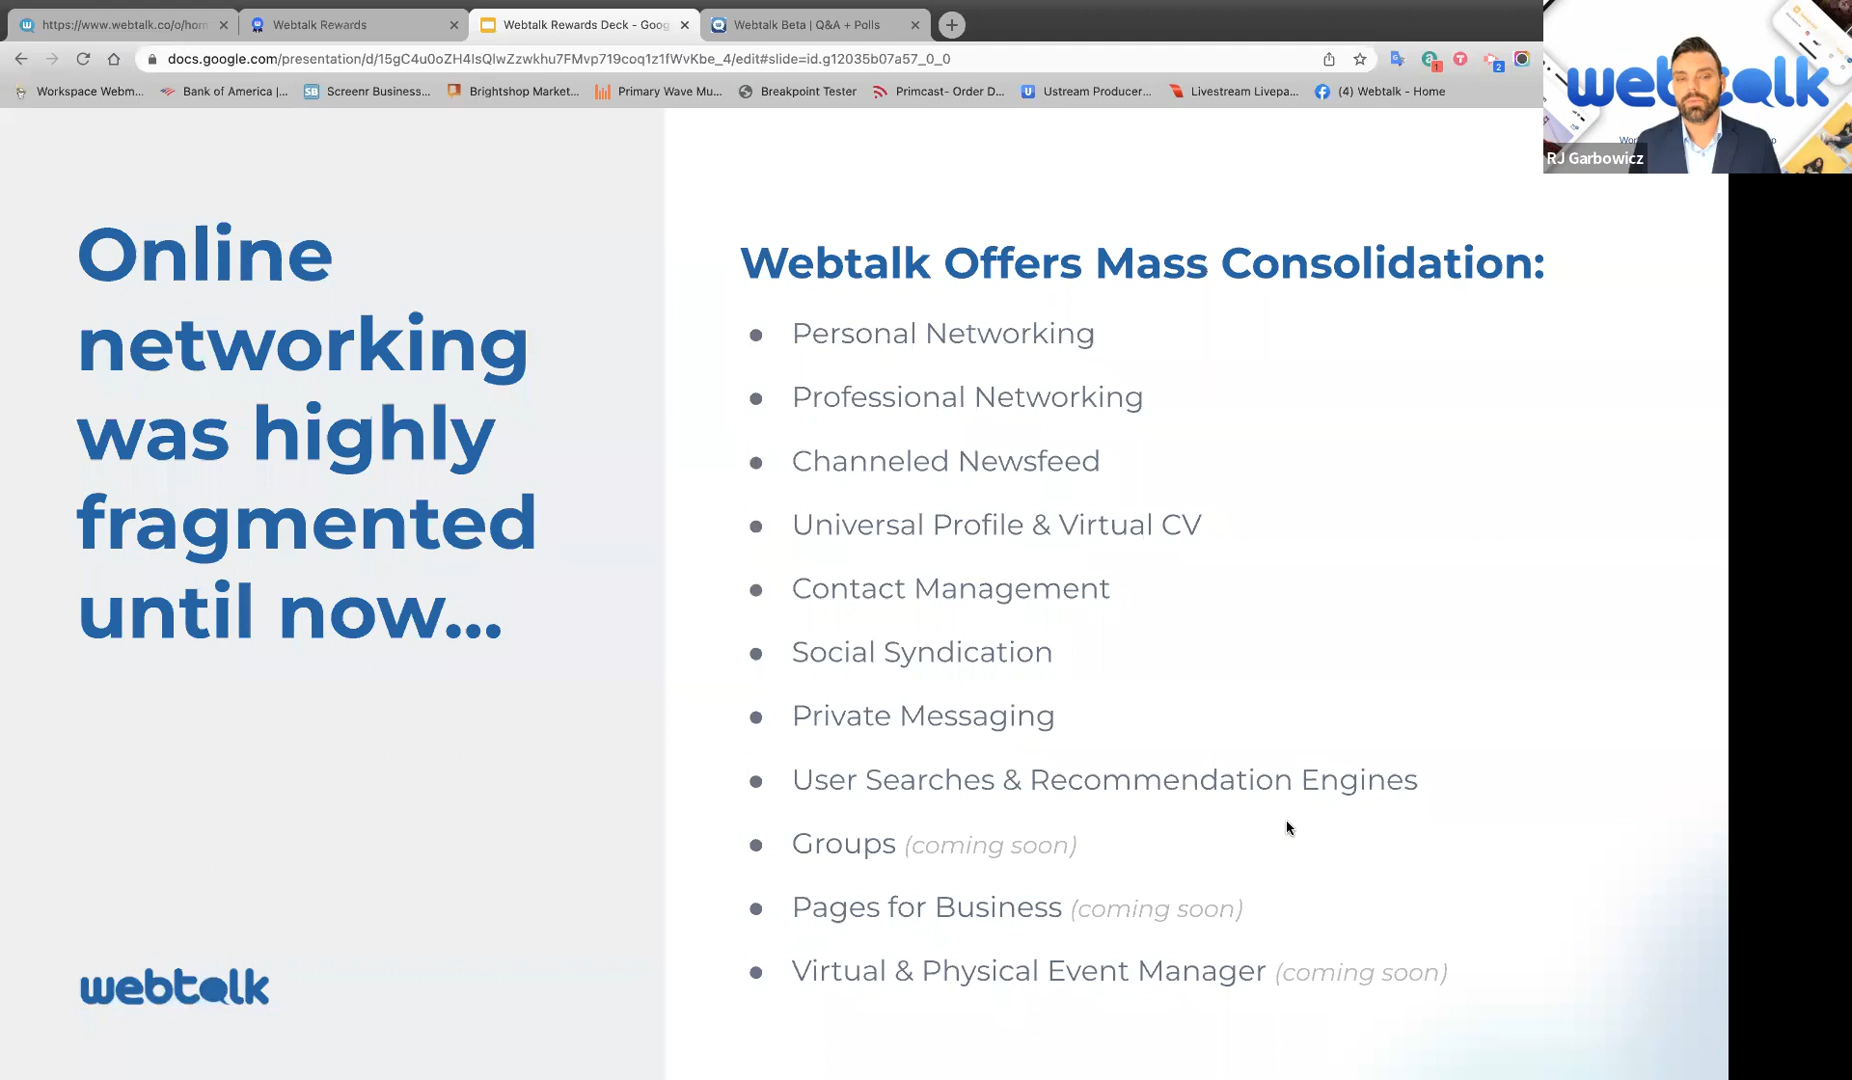 https://www.webtalk.co/o/hom
Webtalk Rewards
Webtalk Rewards Deck - Goog
Webtalk Beta | Q&A + Polls
docs.google.com/presentation/d/15gC4u0oZH4IsQlwZzwkhu7FMvp719coq1z1fWvKbe_4/edit#slide=id.g12035b07a57_0_0
Workspace Webm...
Bank of America |...
Screenr Business...
Brightshop Market...
Primary Wave Mu...
Breakpoint Tester
Primcast- Order D...
Ustream Producer...
Livestream Livepa...
(4) Webtalk - Home
RJ Garbowicz
Online
networking
was highly
fragmented
until now...
webtalk
Webtalk Offers Mass Consolidation:
● Personal Networking
● Professional Networking
● Channeled Newsfeed
● Universal Profile & Virtual CV
● Contact Management
● Social Syndication
● Private Messaging
● User Searches & Recommendation Engines
● Groups (coming soon)
● Pages for Business (coming soon)
● Virtual & Physical Event Manager (coming soon)